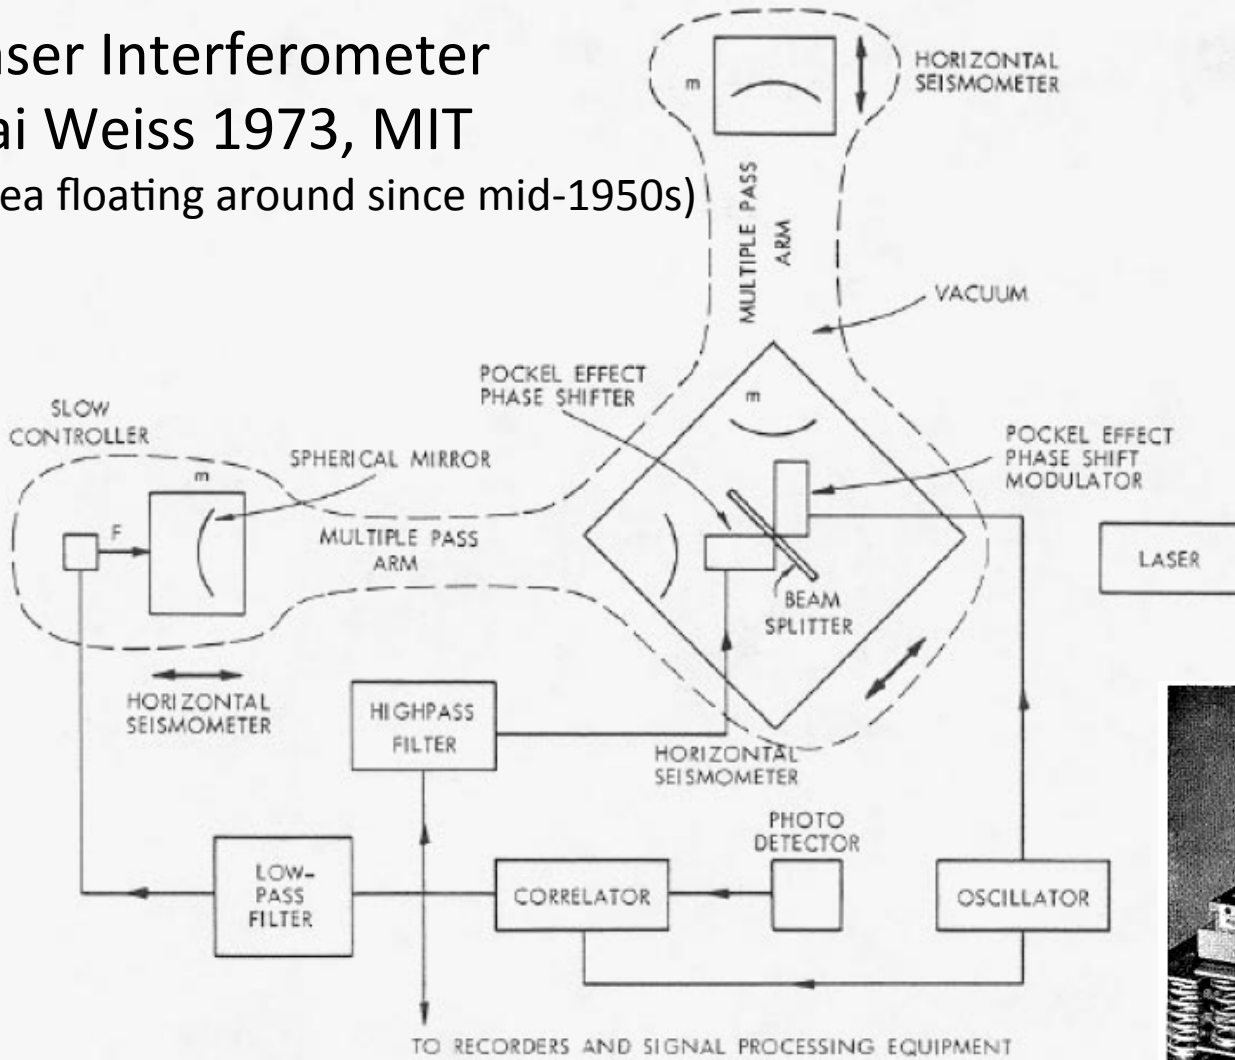 aser Interferometer
ai Weiss 1973, MIT
ea floating around since mid-1950s)
m
HORIZONTAL
SEISMOMETER
MULTIPLE PASS
ARM
VACUUM
POCKEL EFFECT
PHASE SHIFTER
m
SLOW
CONTROLLER
POCKEL EFFECT
PHASE SHIFT
MODULATOR
SPHERICAL MIRROR
m
F
MULTIPLE PASS
ARM
LASER
BEAM
SPLITTER
HORIZONTAL
SEISMOMETER
HIGHPASS
FILTER
HORIZONTAL
SEISMOMETER
PHOTO
DETECTOR
LOW-
PASS
FILTER
CORRELATOR
OSCILLATOR
TO RECORDERS AND SIGNAL PROCESSING EQUIPMENT